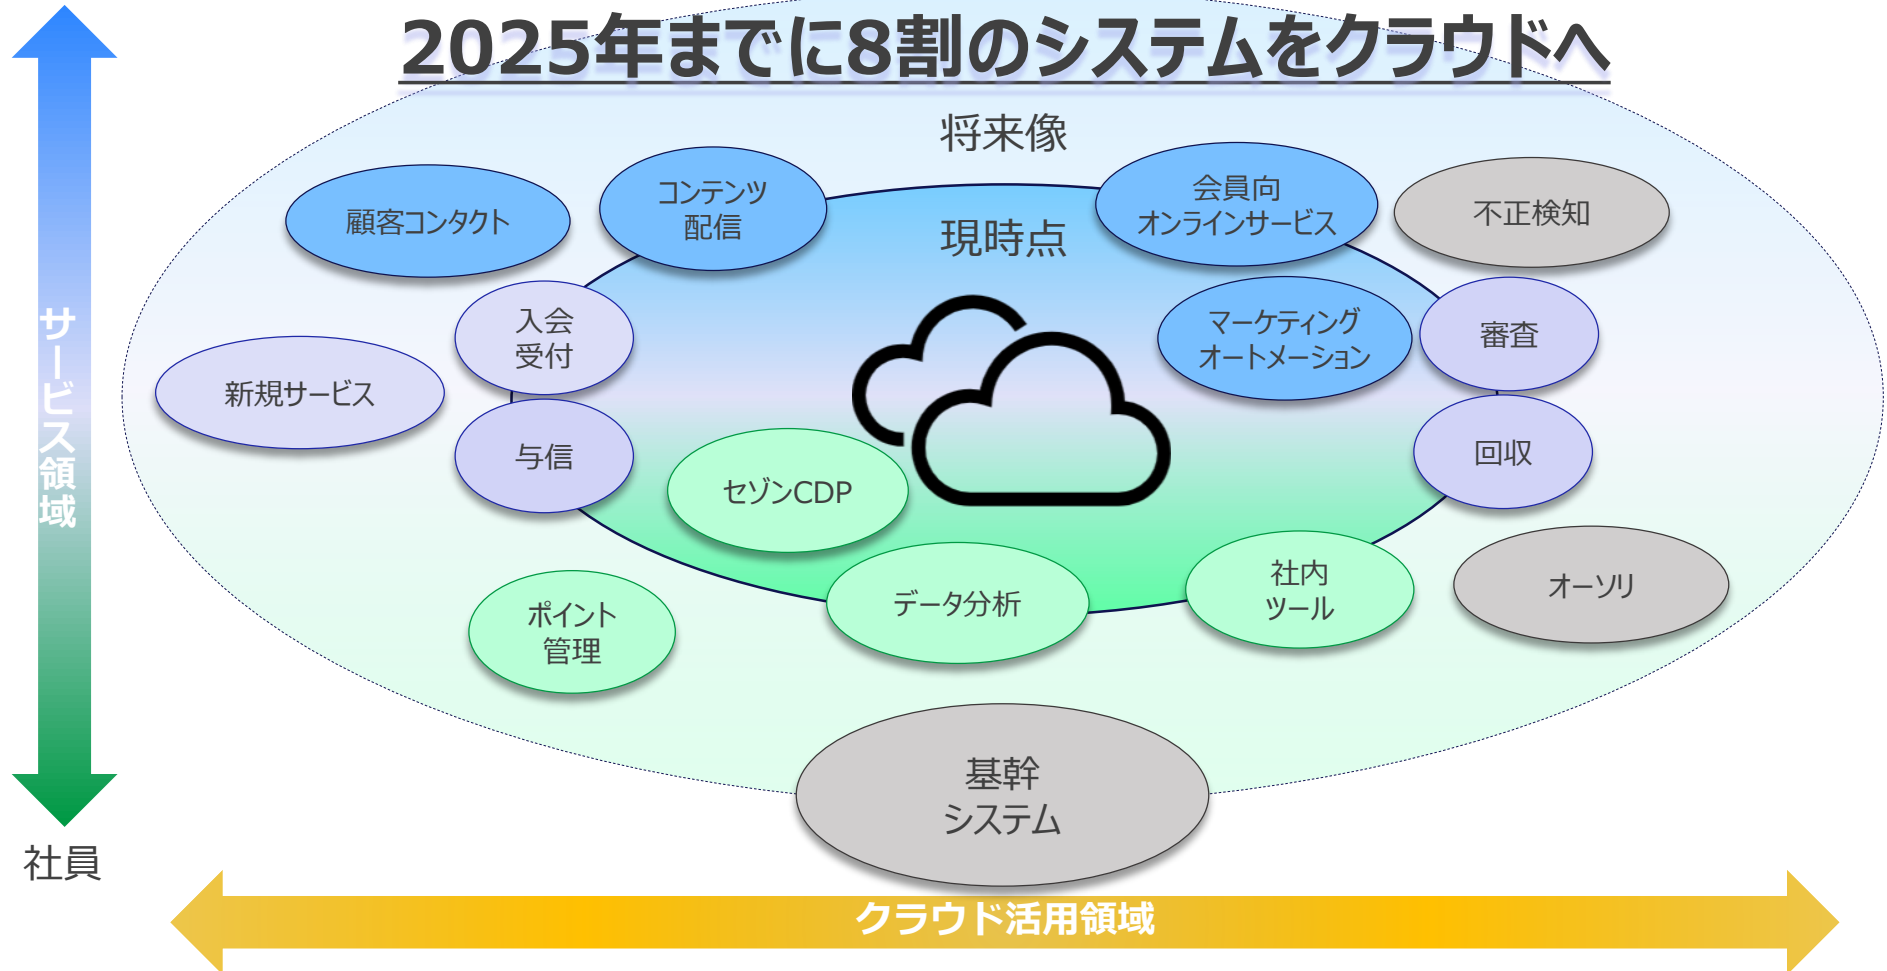 2025年までに8割のシステムをクラウドへ
将来像
現時点
顧客コンタクト
コンテンツ
配信
会員向
オンラインサービス
不正検知
入会
受付
マーケティング
オートメーション
審査
新規サービス
与信
セゾンCDP
回収
ポイント
管理
データ分析
社内
ツール
オーソリ
基幹
システム
サービス領域
社員
クラウド活用領域